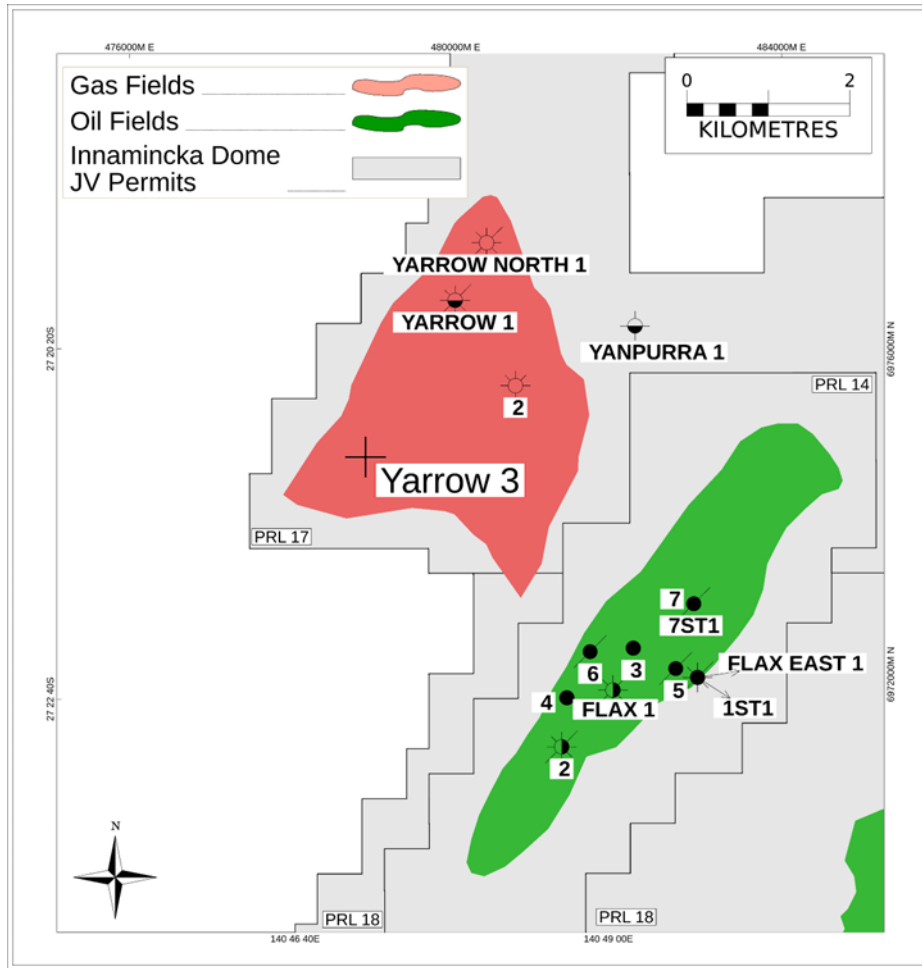 476000M E
480000M E
484000M E
Gas Fields
Oil Fields
Innamincka Dome
JV Permits
0
2
KILOMETRES
YARROW NORTH 1
YARROW 1
YANPURRA 1
27 20 20S
6976000M N
PRL 14
2
Yarrow 3
PRL 17
7
7ST1
6
3
FLAX EAST 1
5
4
FLAX 1
1ST1
27 22 40S
6972000M N
2
N
PRL 18
PRL 18
140 46 40E
140 49 00E